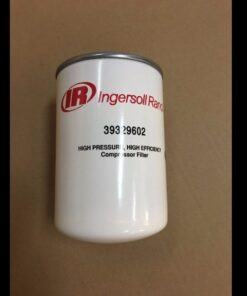 IR Ingersoll Rand
39329602
HIGH PRESSURE, HIGH EFFICIENCY
Compressor Filter